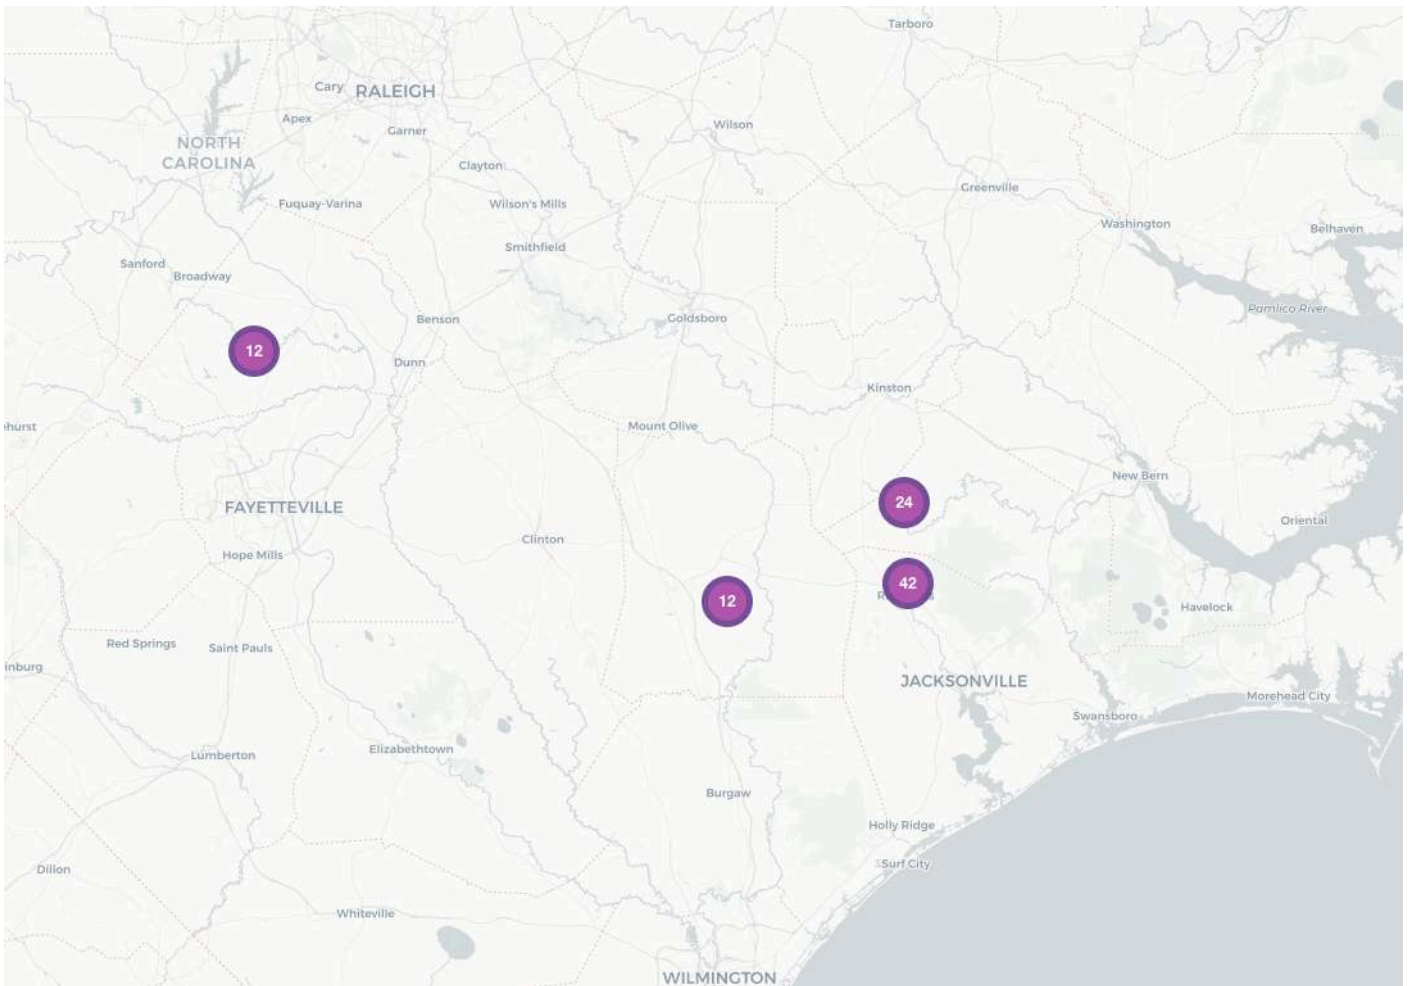 Tarboro
Cary
RALEIGH
Apex
Garner
Wilson
NORTH
CAROLINA
Clayton
Greenville
Fuquay-Varina
Wilson's Mills
Washington
Belhaven
Smithfield
Sanford
Broadway
Pamlico River
Benson
Goldsboro
12
Dunn
Kinston
ehurst
Mount Olive
New Bern
24
FAYETTEVILLE
Oriental
Clinton
Hope Mills
42
12
Havelock
Red Springs
Saint Pauls
inburg
JACKSONVILLE
Morehead City
Swansboro
Elizabethtown
Lumberton
Burgaw
Holly Ridge
Surf City
Dillon
Whiteville
WILMINGTON